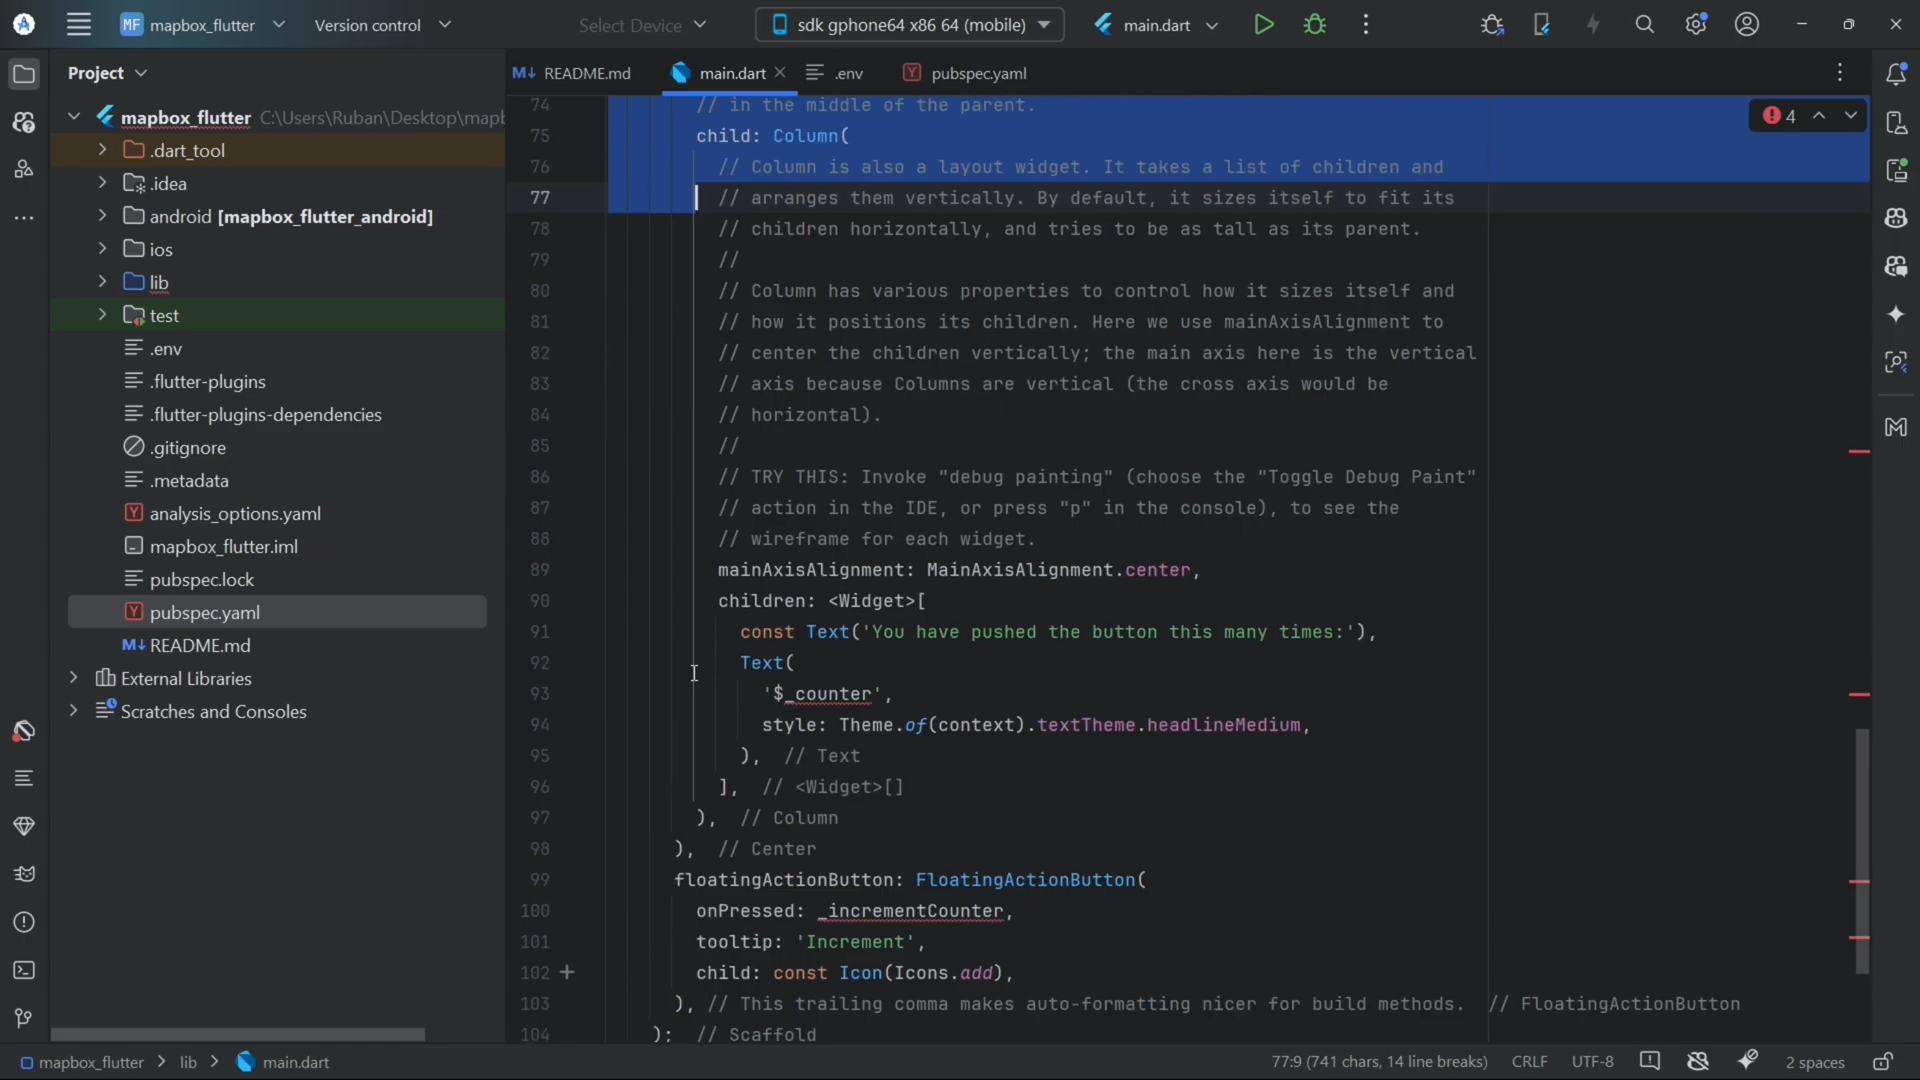 MF mapbox_flutter
Version control
Select Device
sdk gphone64 x86 64 (mobile)
main.dart
Project
M↓ README.md
main.dart
.env
Y pubspec.yaml
mapbox_flutter C:\Users\Ruban\Desktop\mapb
.dart_tool
.idea
android [mapbox_flutter_android]
ios
lib
test
.env
.flutter-plugins
.flutter-plugins-dependencies
.gitignore
.metadata
Y analysis_options.yaml
mapbox_flutter.iml
pubspec.lock
Y pubspec.yaml
M↓ README.md
External Libraries
Scratches and Consoles
4
74 // in the middle of the parent.
75 child: Column(
76 // Column is also a layout widget. It takes a list of children and
77 // arranges them vertically. By default, it sizes itself to fit its
78 // children horizontally, and tries to be as tall as its parent.
79 //
80 // Column has various properties to control how it sizes itself and
81 // how it positions its children. Here we use mainAxisAlignment to
82 // center the children vertically; the main axis here is the vertical
83 // axis because Columns are vertical (the cross axis would be
84 // horizontal).
85 //
86 // TRY THIS: Invoke "debug painting" (choose the "Toggle Debug Paint"
87 // action in the IDE, or press "p" in the console), to see the
88 // wireframe for each widget.
89 mainAxisAlignment: MainAxisAlignment.center,
90 children: <Widget>[
91 const Text('You have pushed the button this many times:'),
92 Text(
93 '$_counter',
94 style: Theme.of(context).textTheme.headlineMedium,
95 ), // Text
96 ], // <Widget>[]
97 ), // Column
98 ), // Center
99 floatingActionButton: FloatingActionButton(
100 onPressed: _incrementCounter,
101 tooltip: 'Increment',
102 child: const Icon(Icons.add),
103 ), // This trailing comma makes auto-formatting nicer for build methods. // FloatingActionButton
104 ); // Scaffold
mapbox_flutter > lib > main.dart
77:9 (741 chars, 14 line breaks)
CRLF
UTF-8
2 spaces